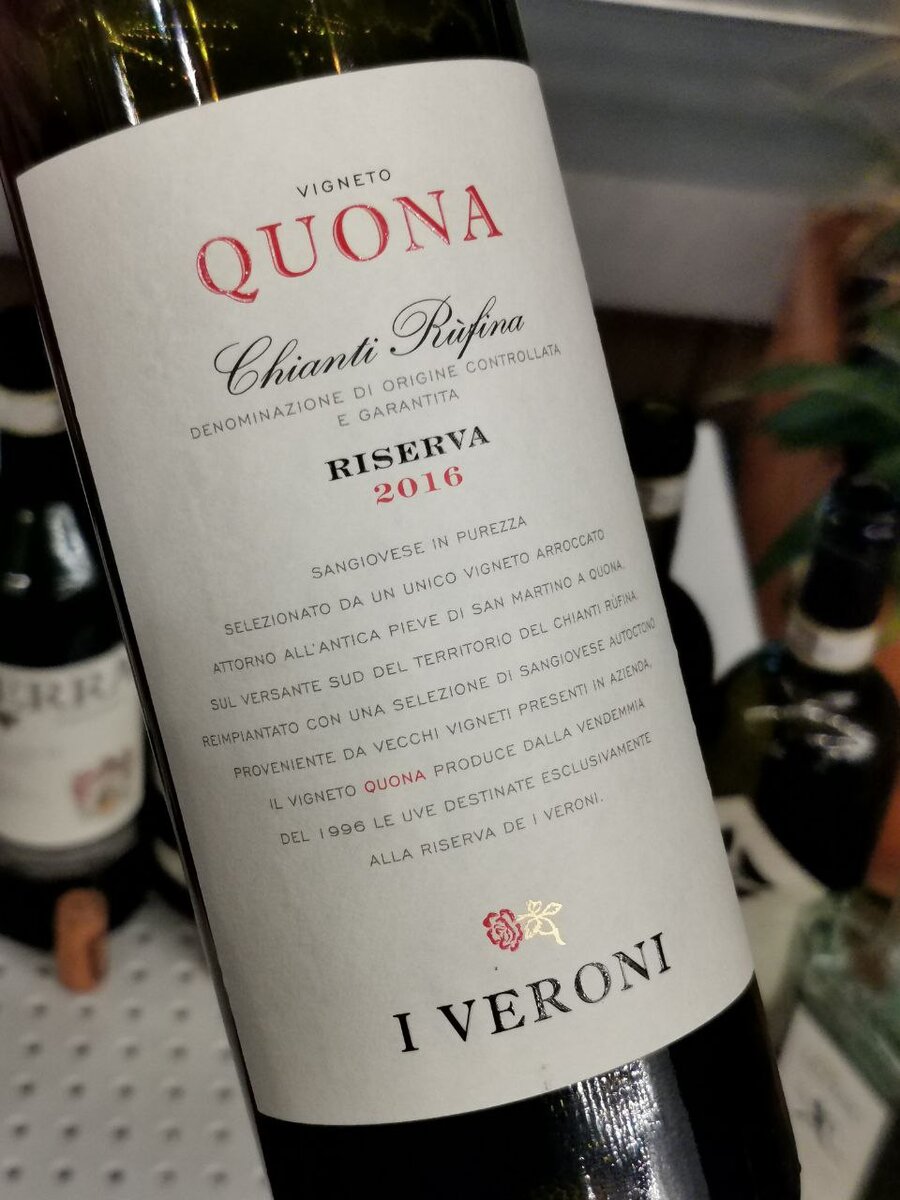 VIGNETO
QUONA
Chianti Rùfina
DENOMINAZIONE DI ORIGINE CONTROLLATA
E GARANTITA
RISERVA
2016
SANGIOVESE IN PUREZZA
SELEZIONATO DA UN UNICO VIGNETO ARROCCATO
ATTORNO ALL'ANTICA PIEVE DI SAN MARTINO A QUONA,
SUL VERSANTE SUD DEL TERRITORIO DEL CHIANTI RÙFINA.
REIMPIANTATO CON UNA SELEZIONE DI SANGIOVESE AUTOCTONO
PROVENIENTE DA VECCHI VIGNETI PRESENTI IN AZIENDA,
IL VIGNETO QUONA PRODUCE DALLA VENDEMMIA
DEL 1996 LE UVE DESTINATE ESCLUSIVAMENTE
ALLA RISERVA DE I VERONI.
I VERONI